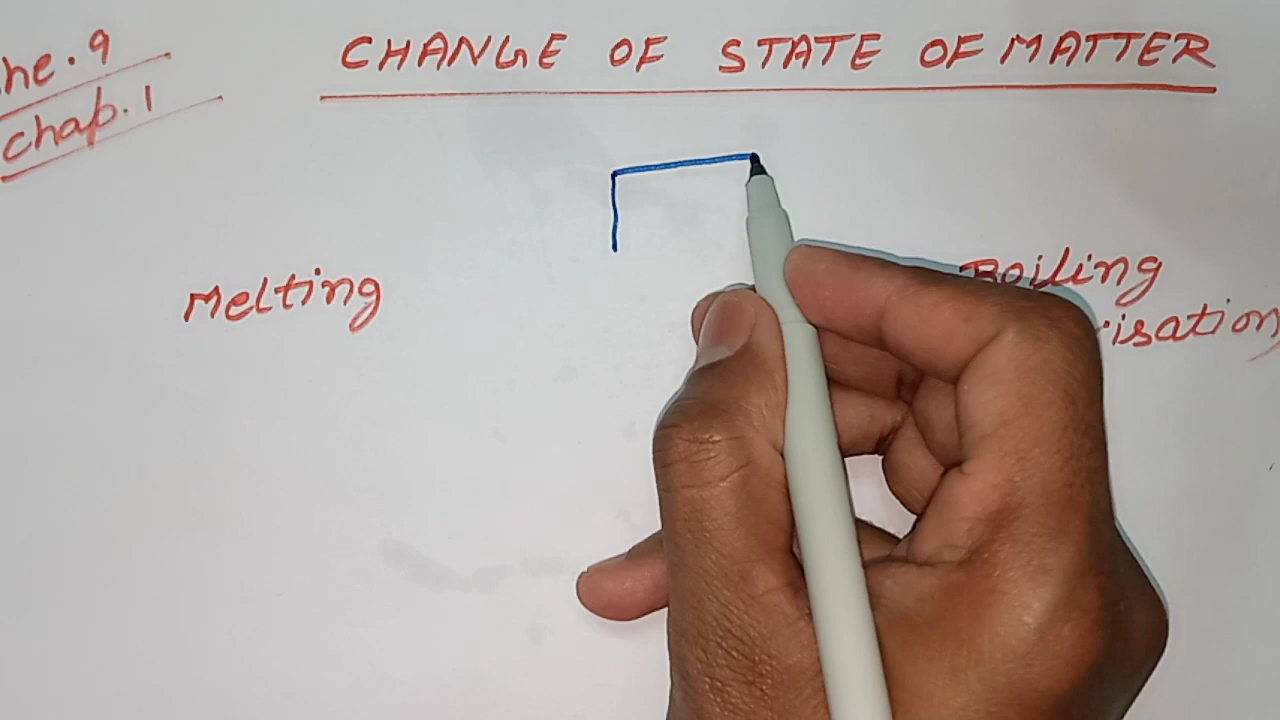 he.9
CHANGE OF STATE OF MATTER
Chap.1
Melting
Boiling